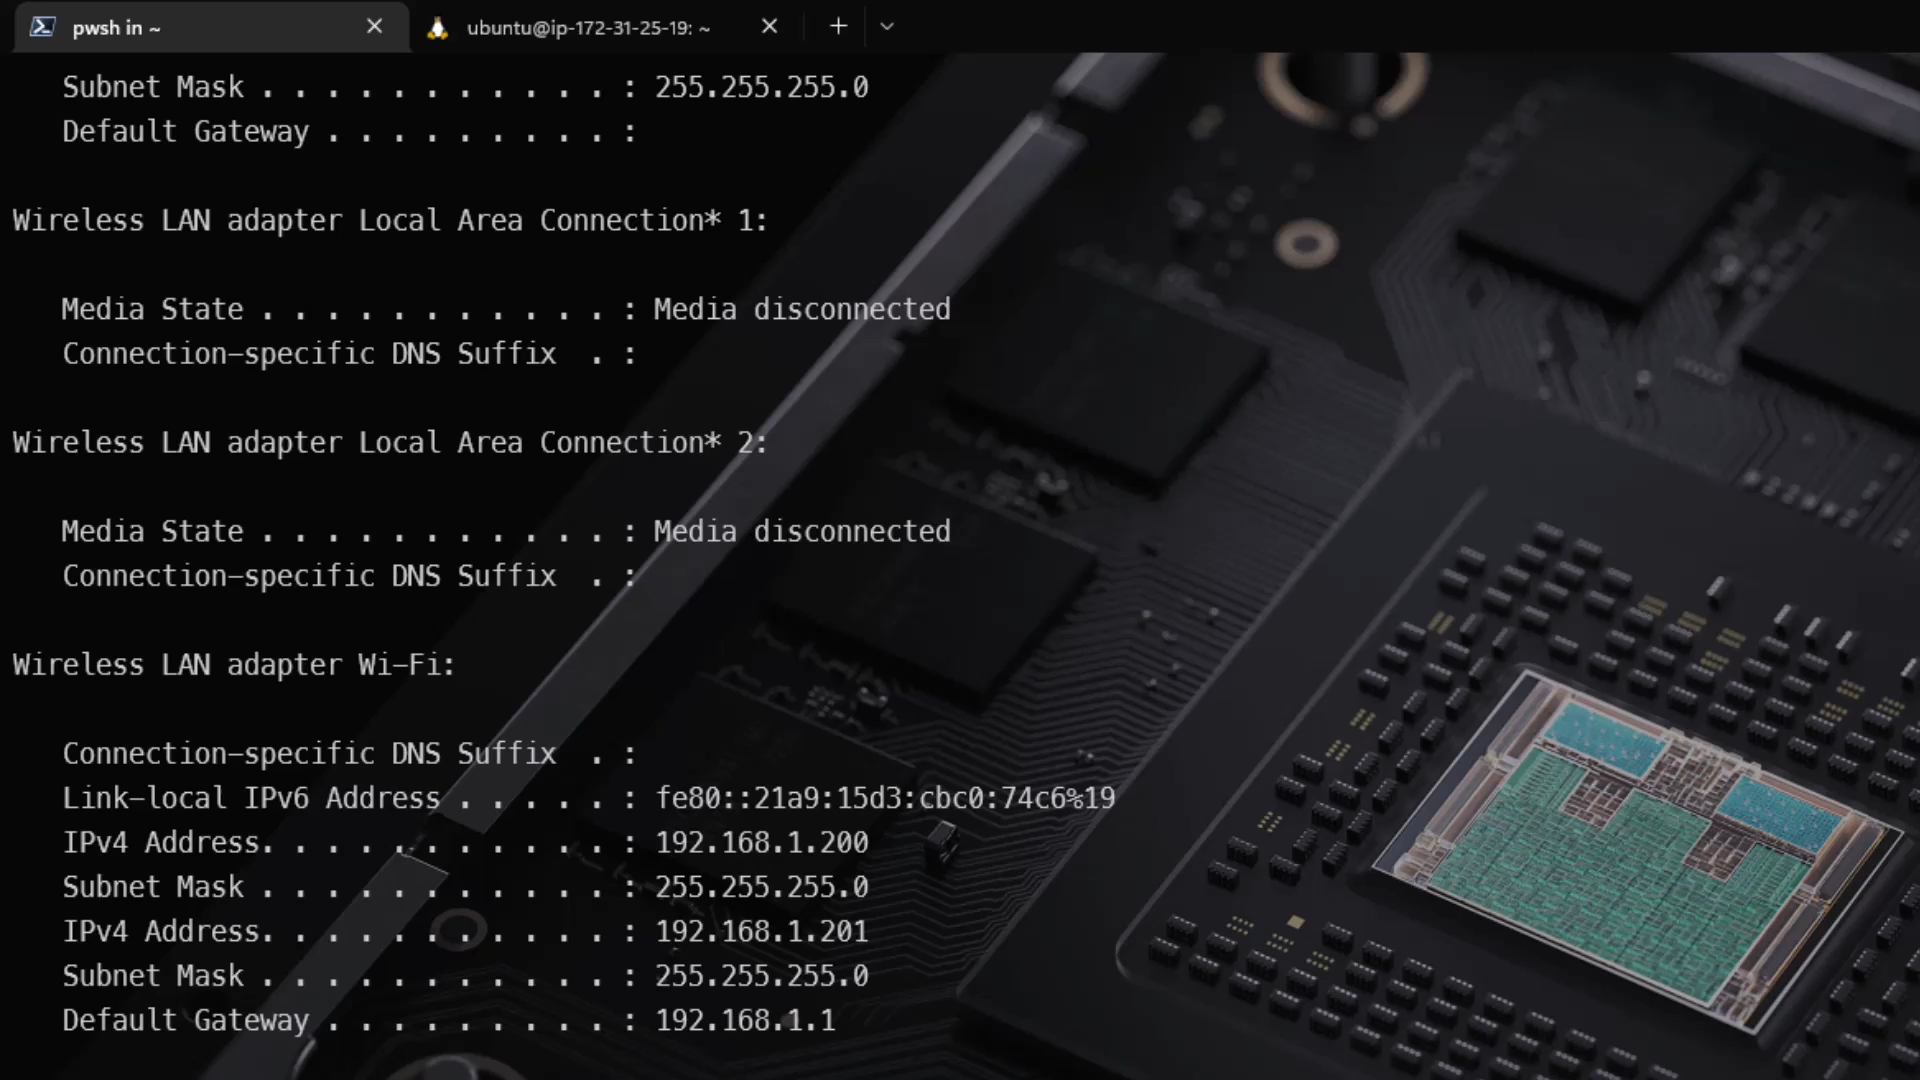 pwsh in ~
ubuntu@ip-172-31-25-19: ~
Subnet Mask . . . . . . . . . . . : 255.255.255.0
Default Gateway . . . . . . . . . :
Wireless LAN adapter Local Area Connection* 1:
Media State . . . . . . . . . . . : Media disconnected
Connection-specific DNS Suffix  . :
Wireless LAN adapter Local Area Connection* 2:
Media State . . . . . . . . . . . : Media disconnected
Connection-specific DNS Suffix  . :
Wireless LAN adapter Wi-Fi:
Connection-specific DNS Suffix  . :
Link-local IPv6 Address . . . . . : fe80::21a9:15d3:cbc0:74c6%19
IPv4 Address. . . . . . . . . . . : 192.168.1.200
Subnet Mask . . . . . . . . . . . : 255.255.255.0
IPv4 Address. . . . . . . . . . . : 192.168.1.201
Subnet Mask . . . . . . . . . . . : 255.255.255.0
Default Gateway . . . . . . . . . : 192.168.1.1